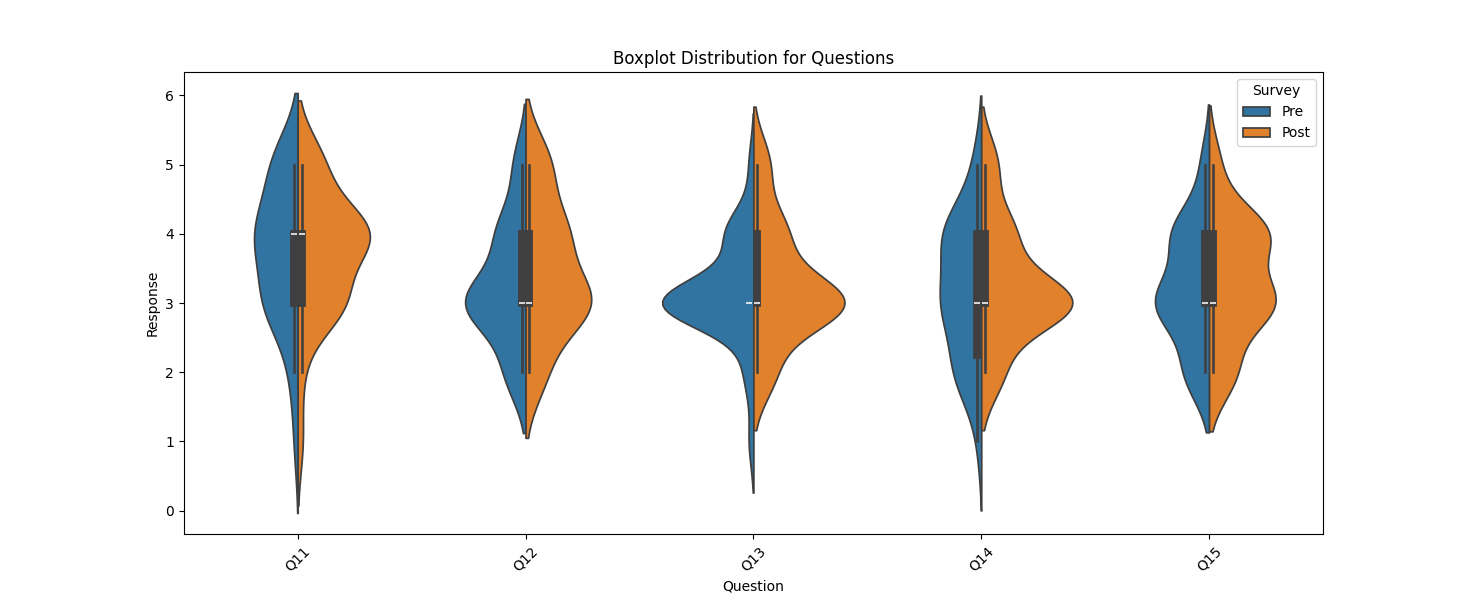 Boxplot Distribution for Questions
Survey
Pre
Post
6
5
4
3
2
1
0
Response
Q11
Q12
Q13
Q14
Q15
Question